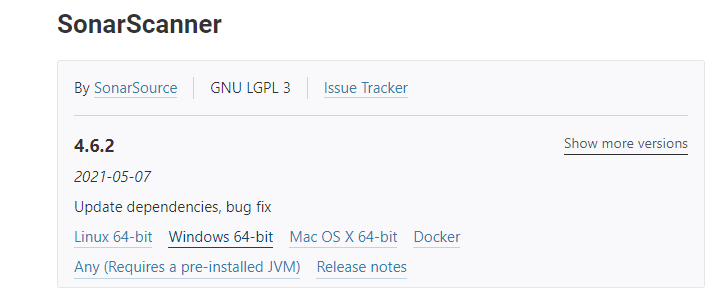 SonarScanner
By SonarSource GNU LGPL 3 Issue Tracker
4.6.2 Show more versions
2021-05-07
Update dependencies, bug fix
Linux 64-bit Windows 64-bit Mac OS X 64-bit Docker
Any (Requires a pre-installed JVM) Release notes